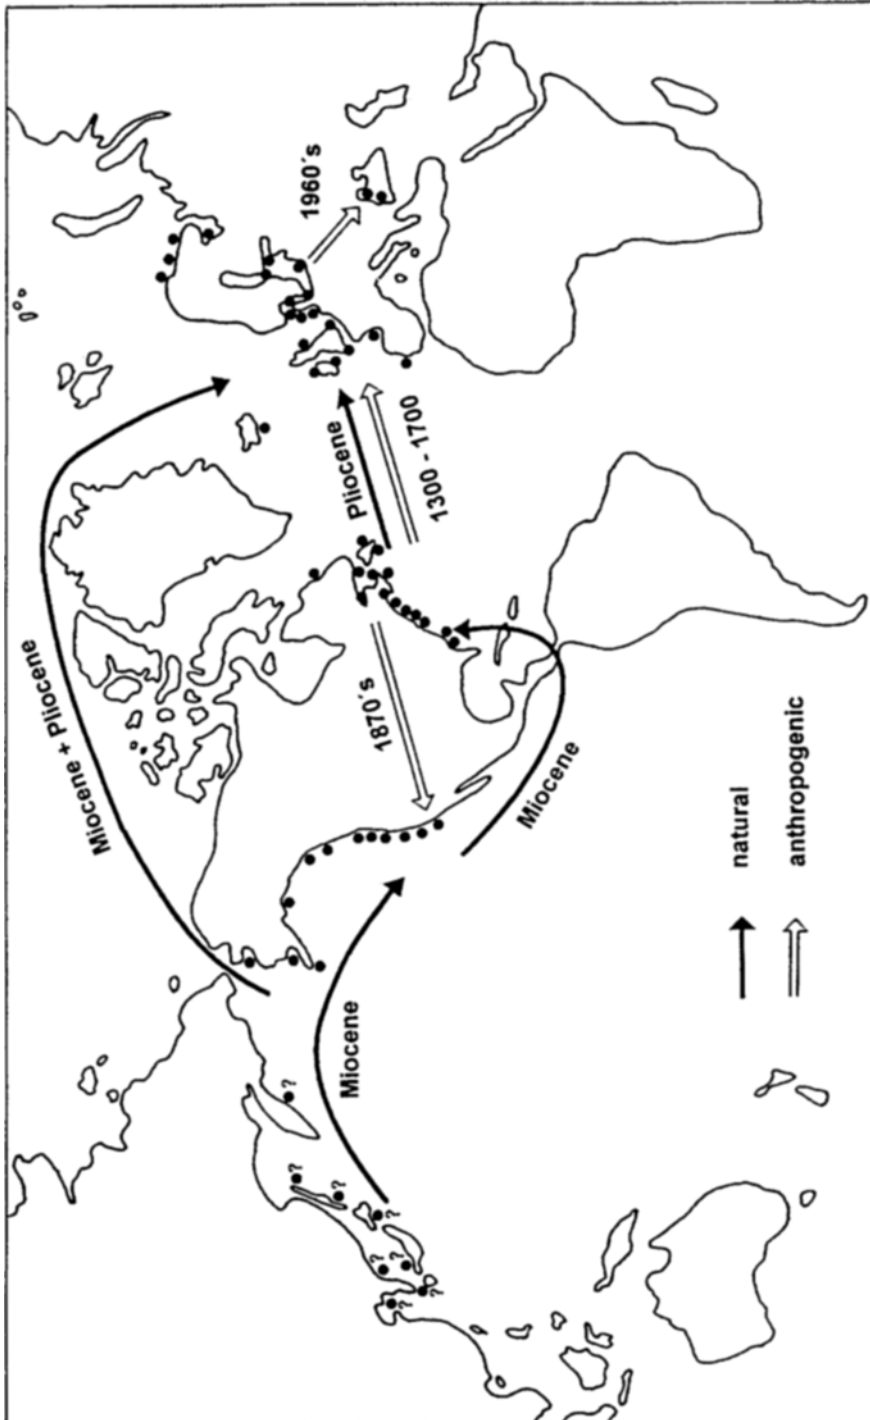 Miocene + Pliocene
1960´s
Pliocene
1300 - 1700
1870´s
Miocene
Miocene
natural
anthropogenic
?
?
?
?
?
?
?
?